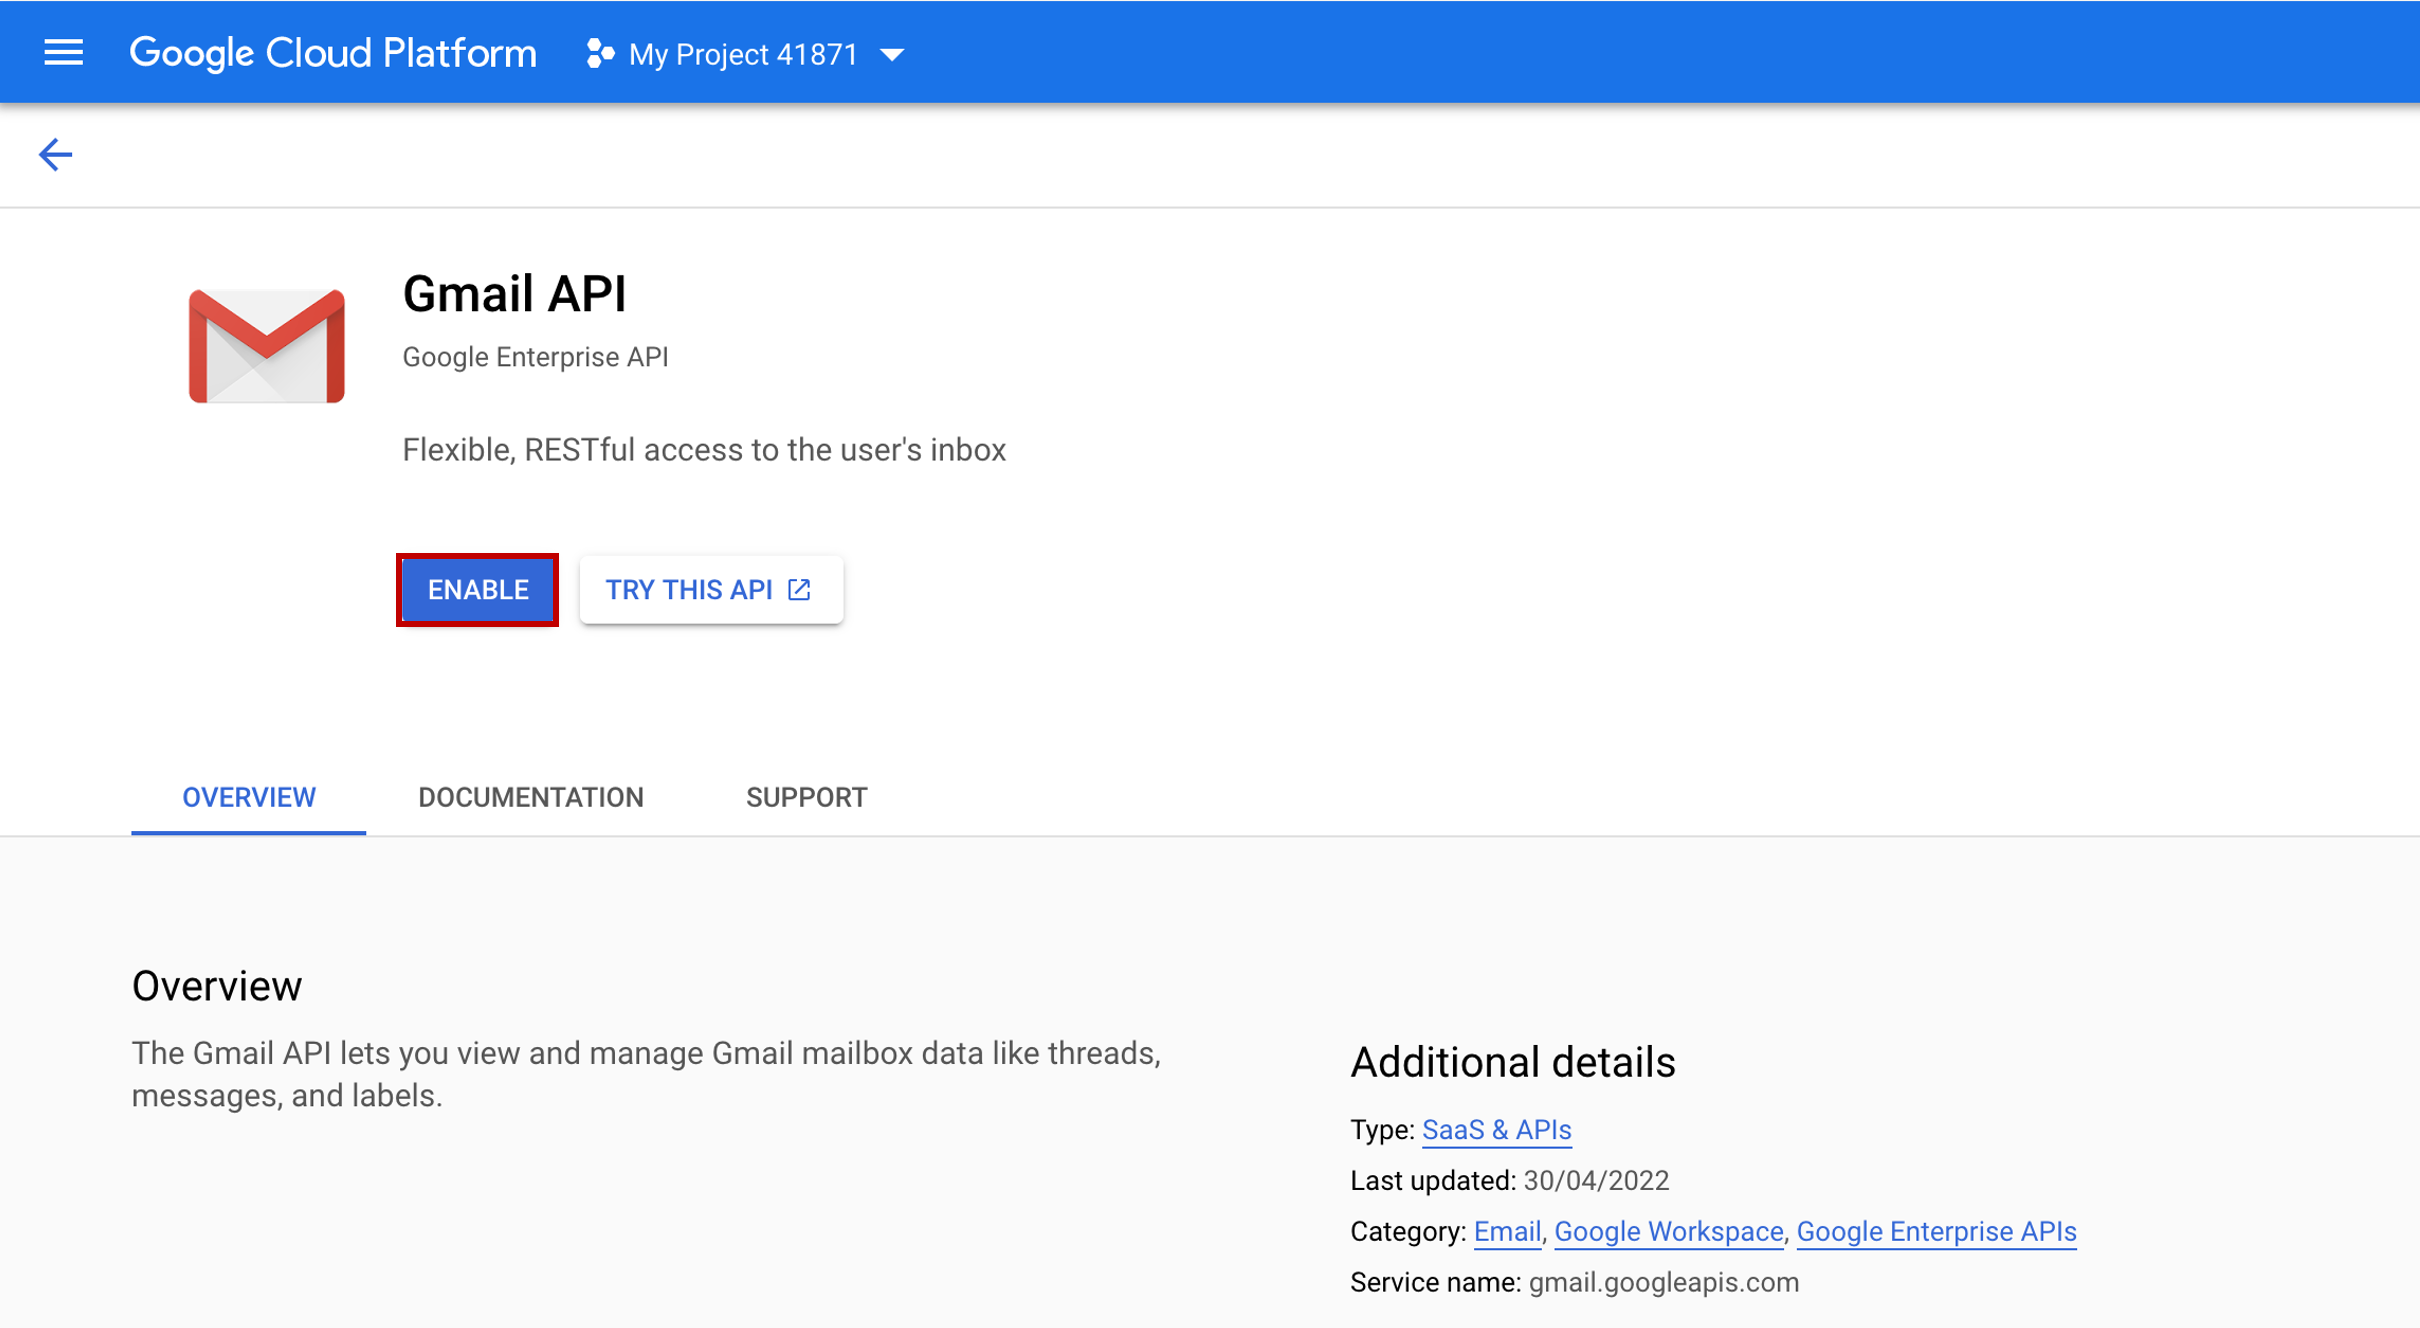 Google Cloud Platform My Project 41871
Gmail API
Google Enterprise API
Flexible, RESTful access to the user's inbox
ENABLE TRY THIS API
OVERVIEW DOCUMENTATION SUPPORT
Overview
The Gmail API lets you view and manage Gmail mailbox data like threads,
messages, and labels.
Additional details
Type: SaaS & APIs
Last updated: 30/04/2022
Category: Email, Google Workspace, Google Enterprise APIs
Service name: gmail.googleapis.com